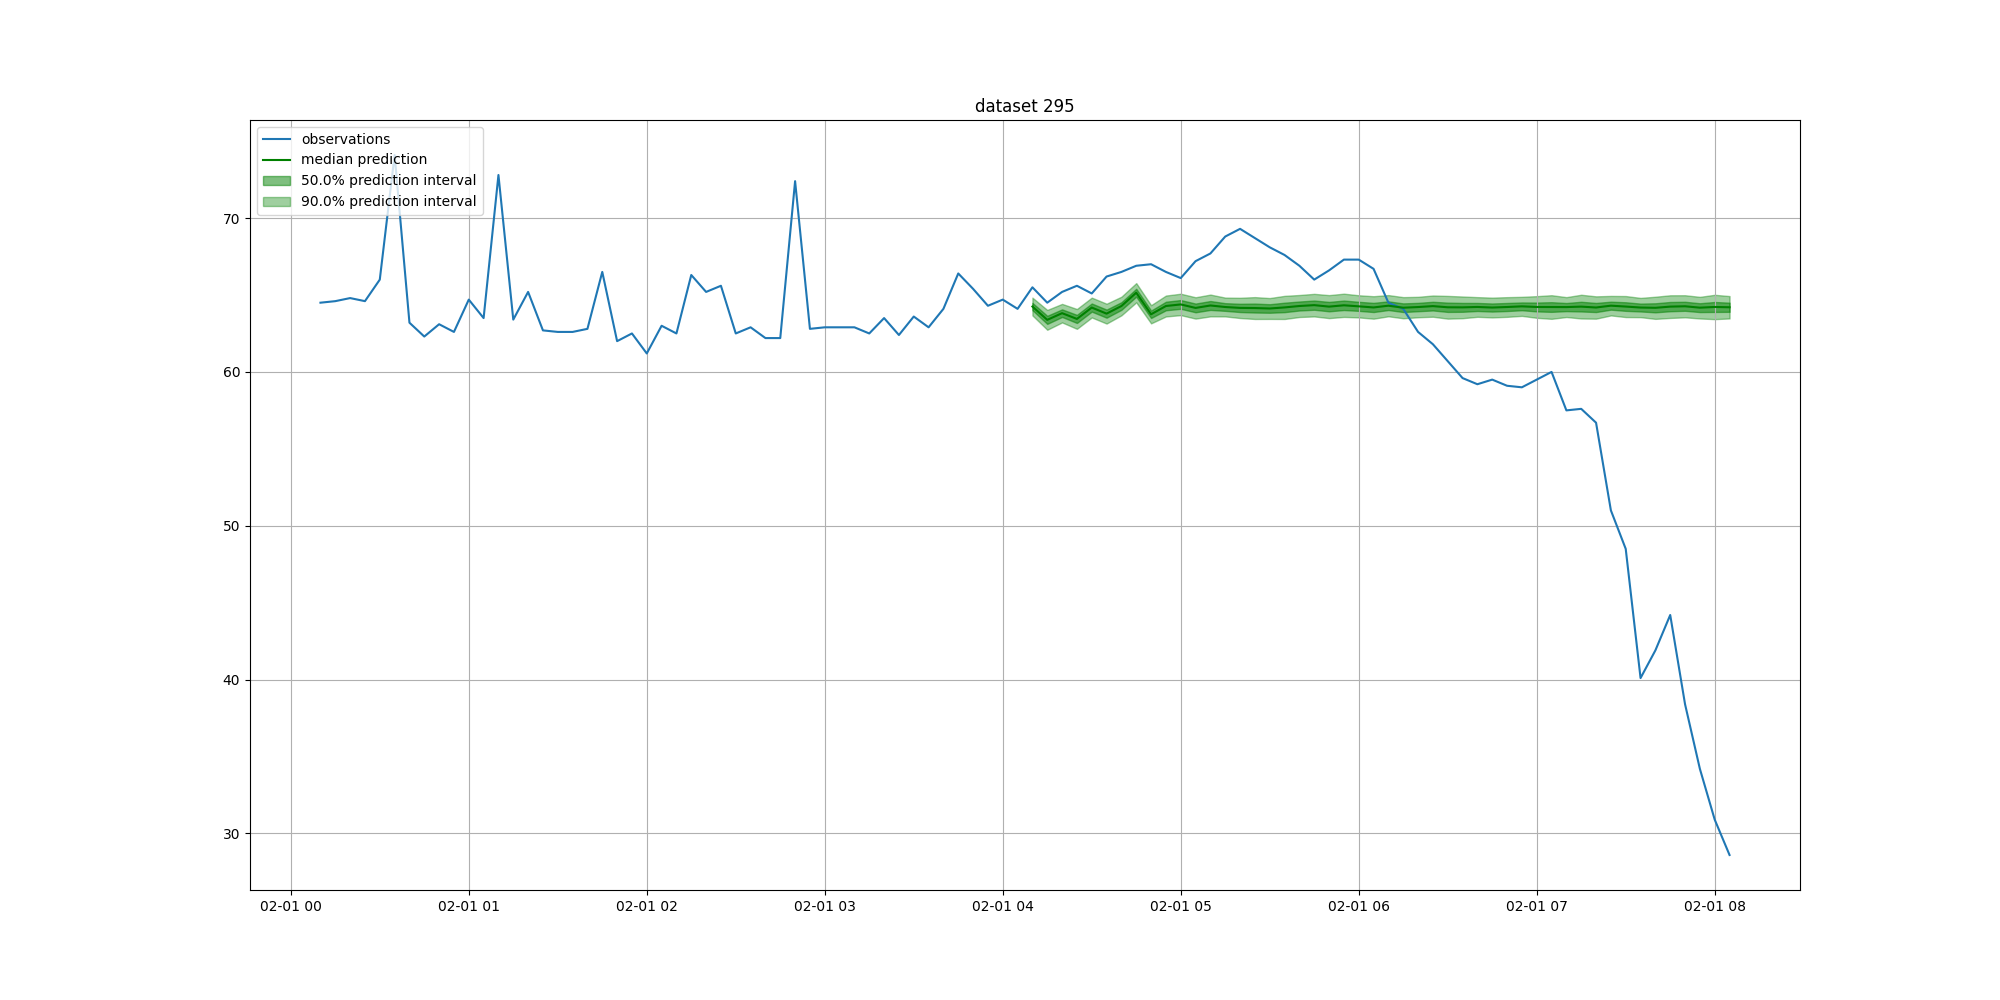 dataset 295
observations
median prediction
50.0% prediction interval
90.0% prediction interval
70
60
50
40
30
02-01 00
02-01 01
02-01 02
02-01 03
02-01 04
02-01 05
02-01 06
02-01 07
02-01 08